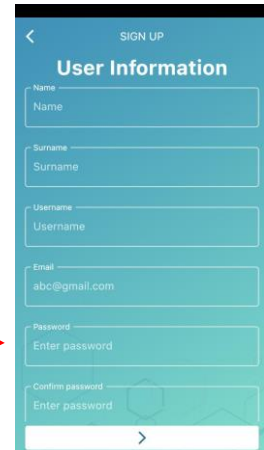 SIGN UP
User Information
Name
Name
Surname
Surname
Username
Username
Email
abc@gmail.com
Password
Enter password
Confirm password
Enter password